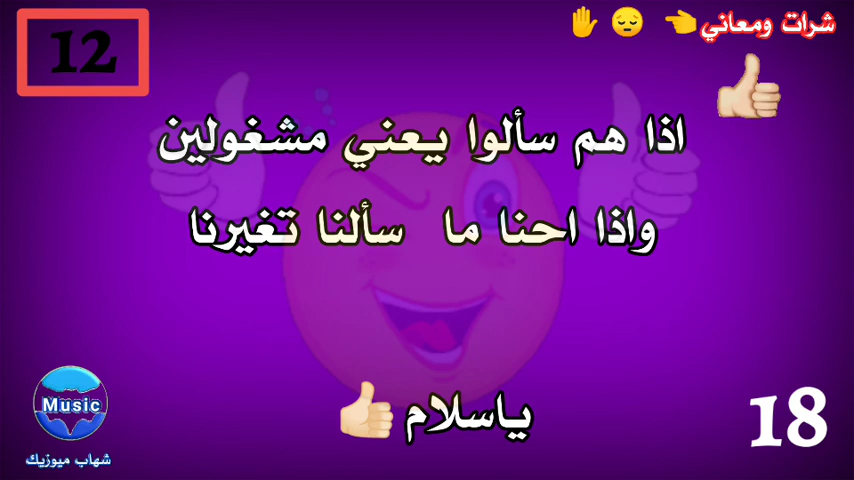 شرات ومعاني👈 😔 ✋
12
اذا هم سألوا يعني مشغولين
واذا احنا ما سألنا تغيرنا
ياسلام 👍
18
Music
شهاب ميوزيك